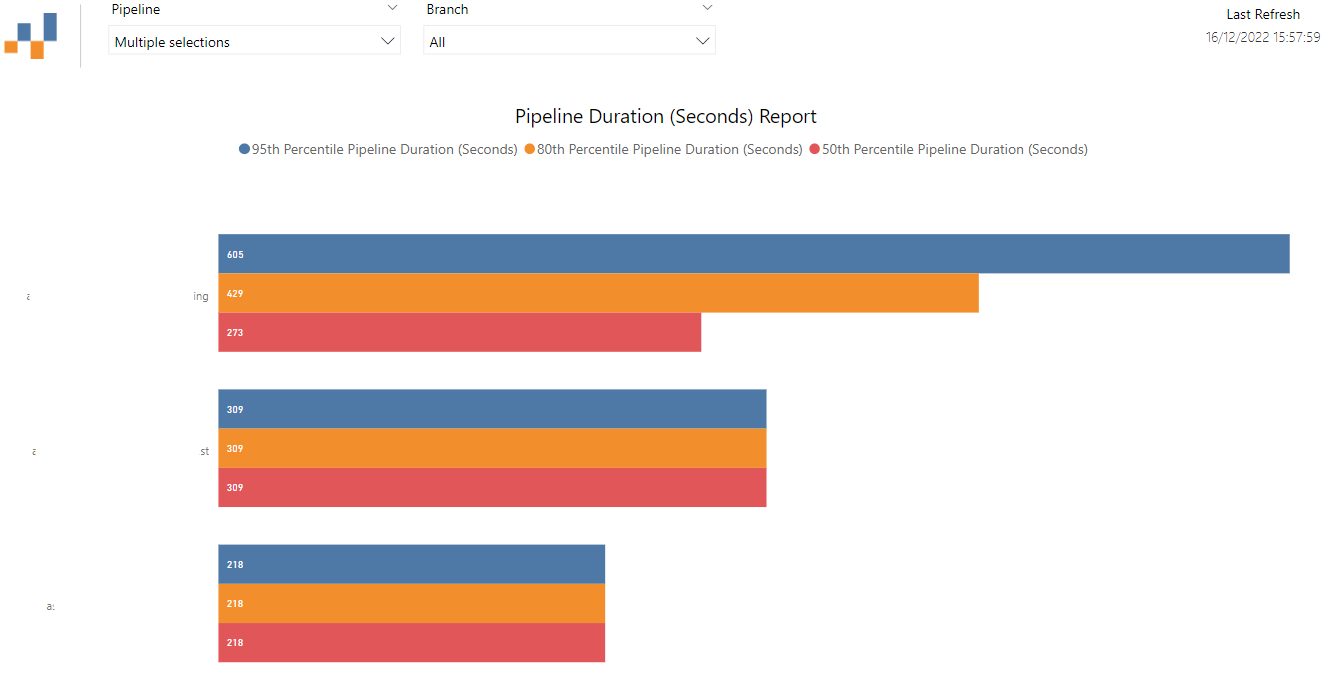 Pipeline
Branch
Last Refresh
Multiple selections
All
16/12/2022 15:57:59
Pipeline Duration (Seconds) Report
95th Percentile Pipeline Duration (Seconds) 80th Percentile Pipeline Duration (Seconds) 50th Percentile Pipeline Duration (Seconds)
605
429
ing
273
309
309
st
309
218
218
218